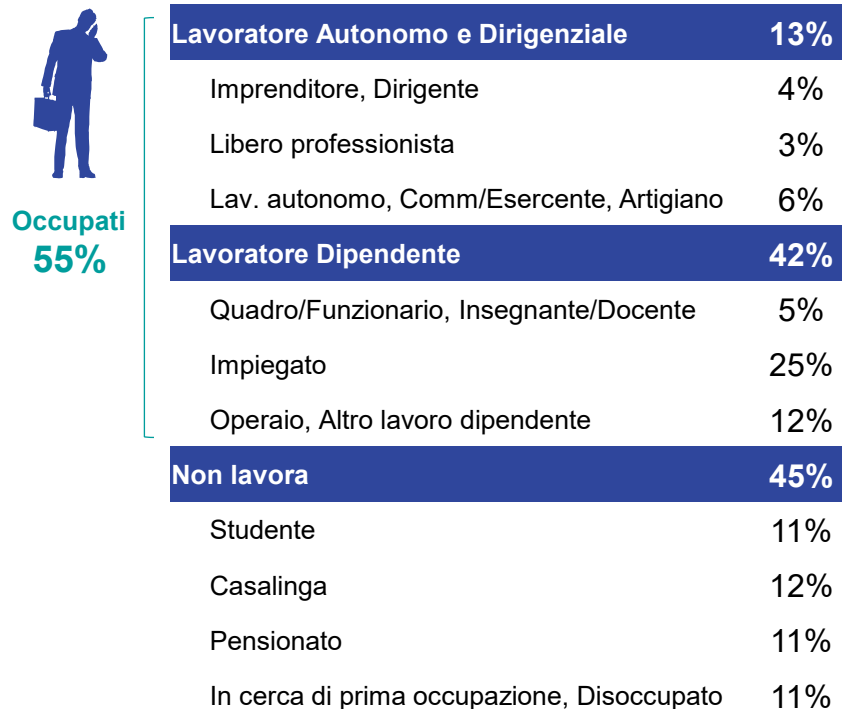 Occupati
55%
Lavoratore Autonomo e Dirigenziale 13%
Imprenditore, Dirigente 4%
Libero professionista 3%
Lav. autonomo, Comm/Esercente, Artigiano 6%
Lavoratore Dipendente 42%
Quadro/Funzionario, Insegnante/Docente 5%
Impiegato 25%
Operaio, Altro lavoro dipendente 12%
Non lavora 45%
Studente 11%
Casalinga 12%
Pensionato 11%
In cerca di prima occupazione, Disoccupato 11%